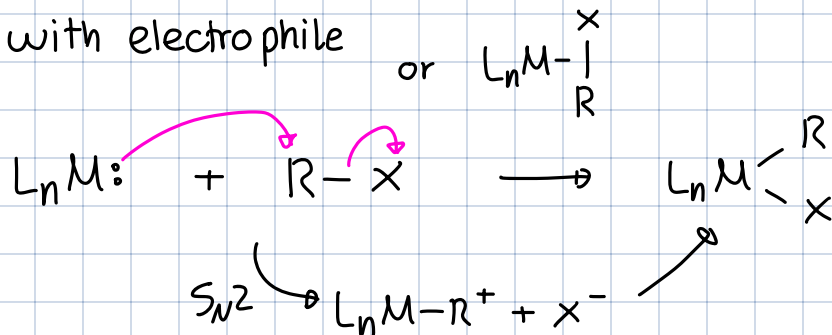 with electrophile
or LnM-|
X
R
LnM: + R-X → LnM
R
X
SN2 LnM-R⁺ + X⁻